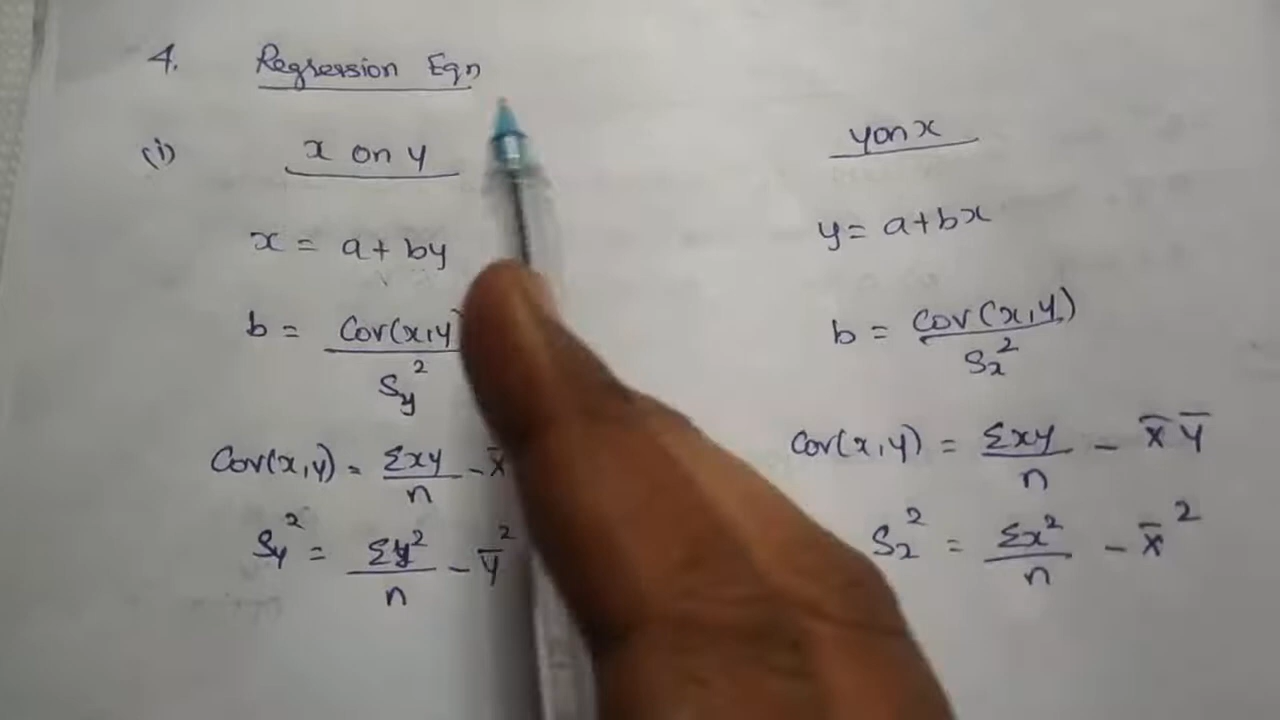 4. Regression Eqn
(i) x on y
x = a + by
b = Cov(x,y / Sy²
Cov(x,y) = Σxy / n - x̄
Sy² = Σy² / n - ȳ²
y on x
y = a + bx
b = Cov(x,y) / Sx²
Cov(x,y) = Σxy / n - x̄ ȳ
Sx² = Σx² / n - x̄²